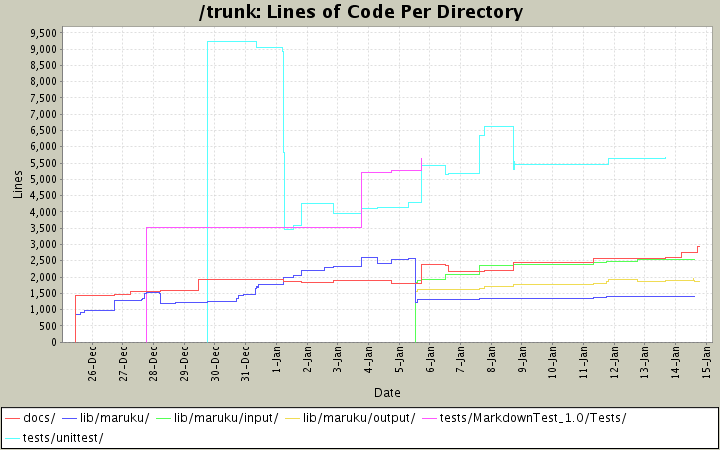 /trunk: Lines of Code Per Directory
9,500
9,000
8,500
8,000
7,500
7,000
6,500
6,000
5,500
5,000
4,500
4,000
3,500
3,000
2,500
2,000
1,500
1,000
500
0
Lines
26-Dec
27-Dec
28-Dec
29-Dec
30-Dec
31-Dec
1-Jan
2-Jan
3-Jan
4-Jan
5-Jan
6-Jan
7-Jan
8-Jan
9-Jan
10-Jan
11-Jan
12-Jan
13-Jan
14-Jan
15-Jan
Date
docs/ lib/maruku/ lib/maruku/input/ lib/maruku/output/ tests/MarkdownTest_1.0/Tests/
tests/unittest/